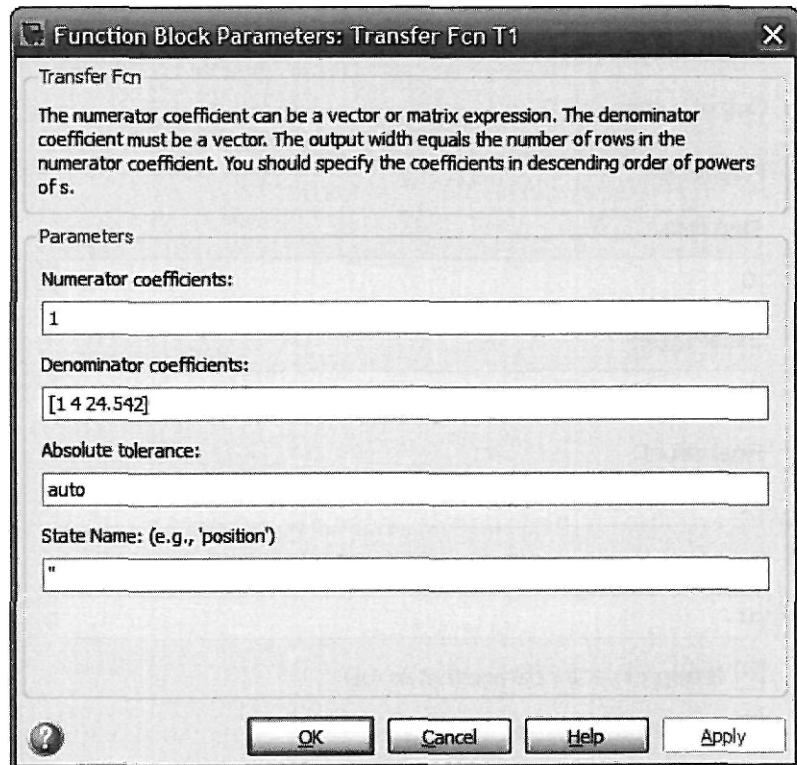 Function Block Parameters: Transfer Fcn T1
Transfer Fcn
The numerator coefficient can be a vector or matrix expression. The denominator
coefficient must be a vector. The output width equals the number of rows in the
numerator coefficient. You should specify the coefficients in descending order of powers
of s.
Parameters
Numerator coefficients:
1
Denominator coefficients:
[1 4 24.542]
Absolute tolerance:
auto
State Name: (e.g., 'position')
''
OK
Cancel
Help
Apply